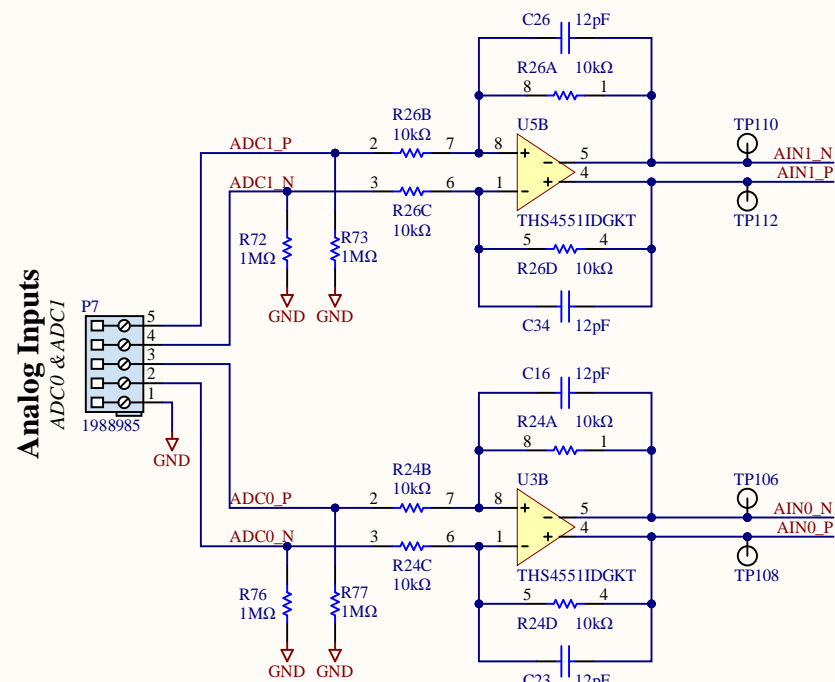 C26 12pF
R26A 10kΩ
8 1
R26B
10kΩ
U5B
TP110
ADC1_P 2 7 8 + - 5 AIN1_N
ADC1_N 3 6 1 - + 4 AIN1_P
R26C
10kΩ
TP112
THS4551IDGKT
R72
1MΩ
R73
1MΩ
5 4
R26D 10kΩ
GND GND
C34 12pF
Analog Inputs
ADC0 & ADC1
P7
5
4
3
2
1
1988985
GND
C16 12pF
R24A 10kΩ
8 1
R24B
10kΩ
U3B
TP106
ADC0_P 2 7 8 + - 5 AIN0_N
ADC0_N 3 6 1 - + 4 AIN0_P
R24C
10kΩ
TP108
THS4551IDGKT
R76
1MΩ
R77
1MΩ
5 4
R24D 10kΩ
GND GND
C23 12pF